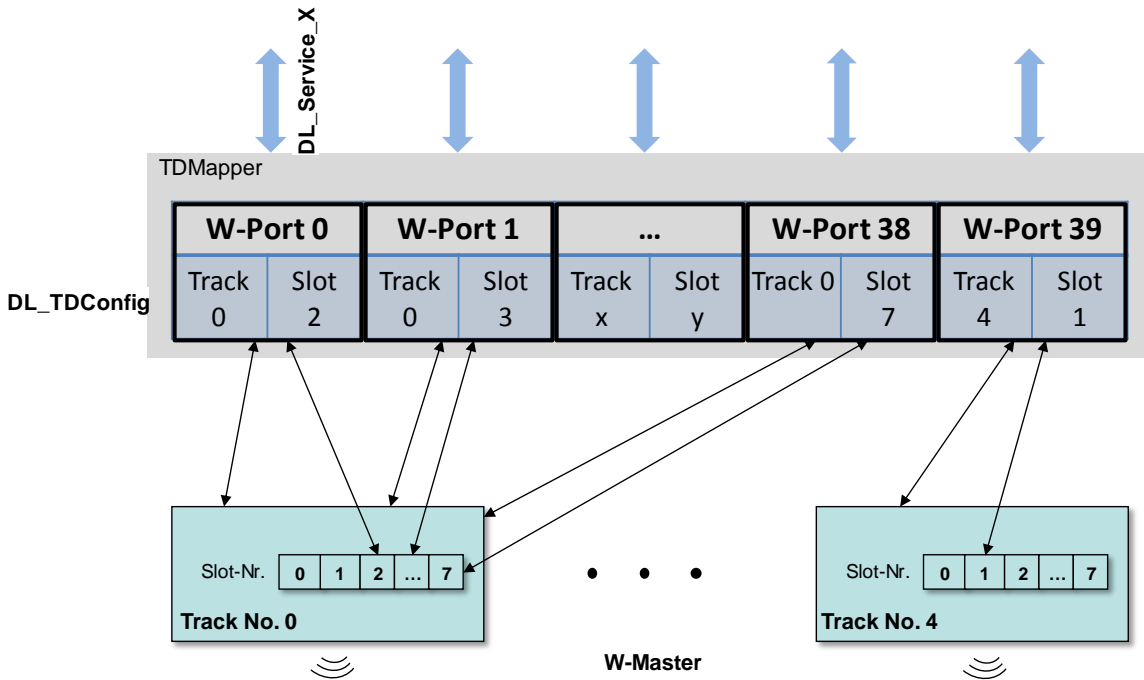 DL_Service_X
TDMapper
W-Port 0 W-Port 1 ... W-Port 38 W-Port 39
Track Slot Track Slot Track Slot Track 0 Slot Track Slot
0 2 0 3 x y 7 4 1
DL_TDConfig
Slot-Nr. 0 1 2 ... 7
Track No. 0
Slot-Nr. 0 1 2 ... 7
Track No. 4
W-Master